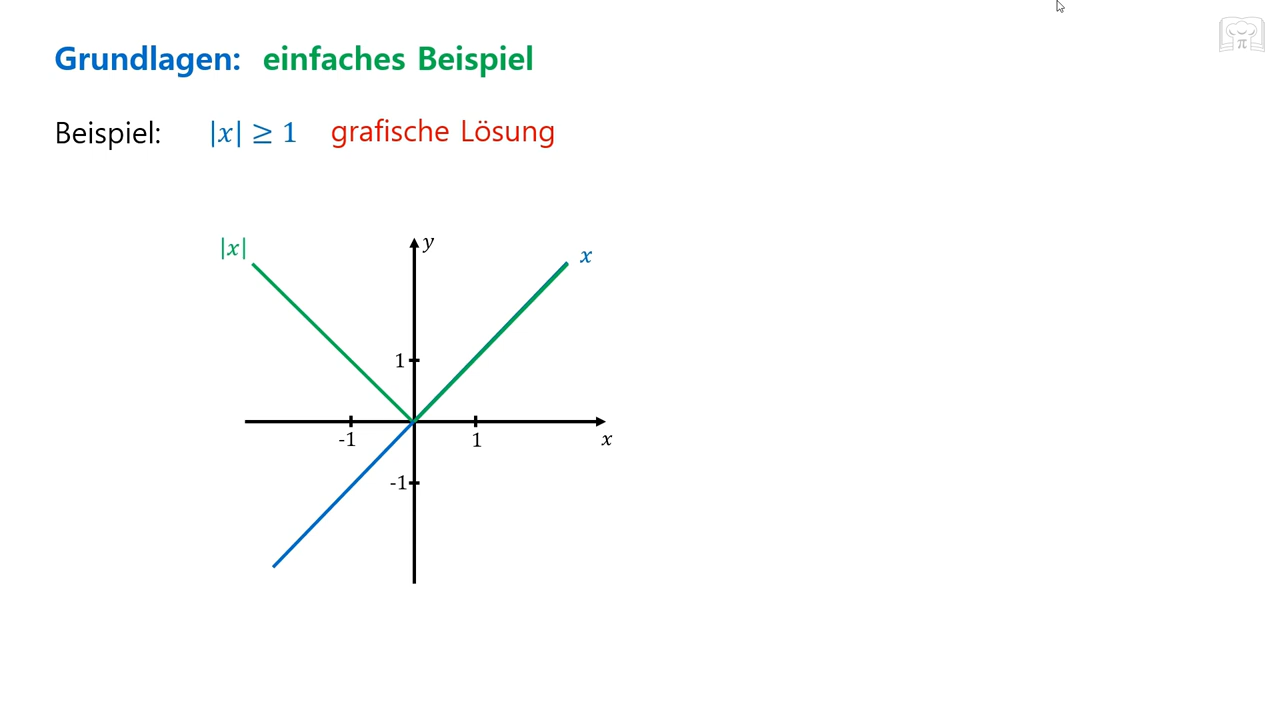 Grundlagen: einfaches Beispiel
Beispiel: |x| ≥ 1 grafische Lösung
|x|
y
x
1
-1
1
x
-1
π